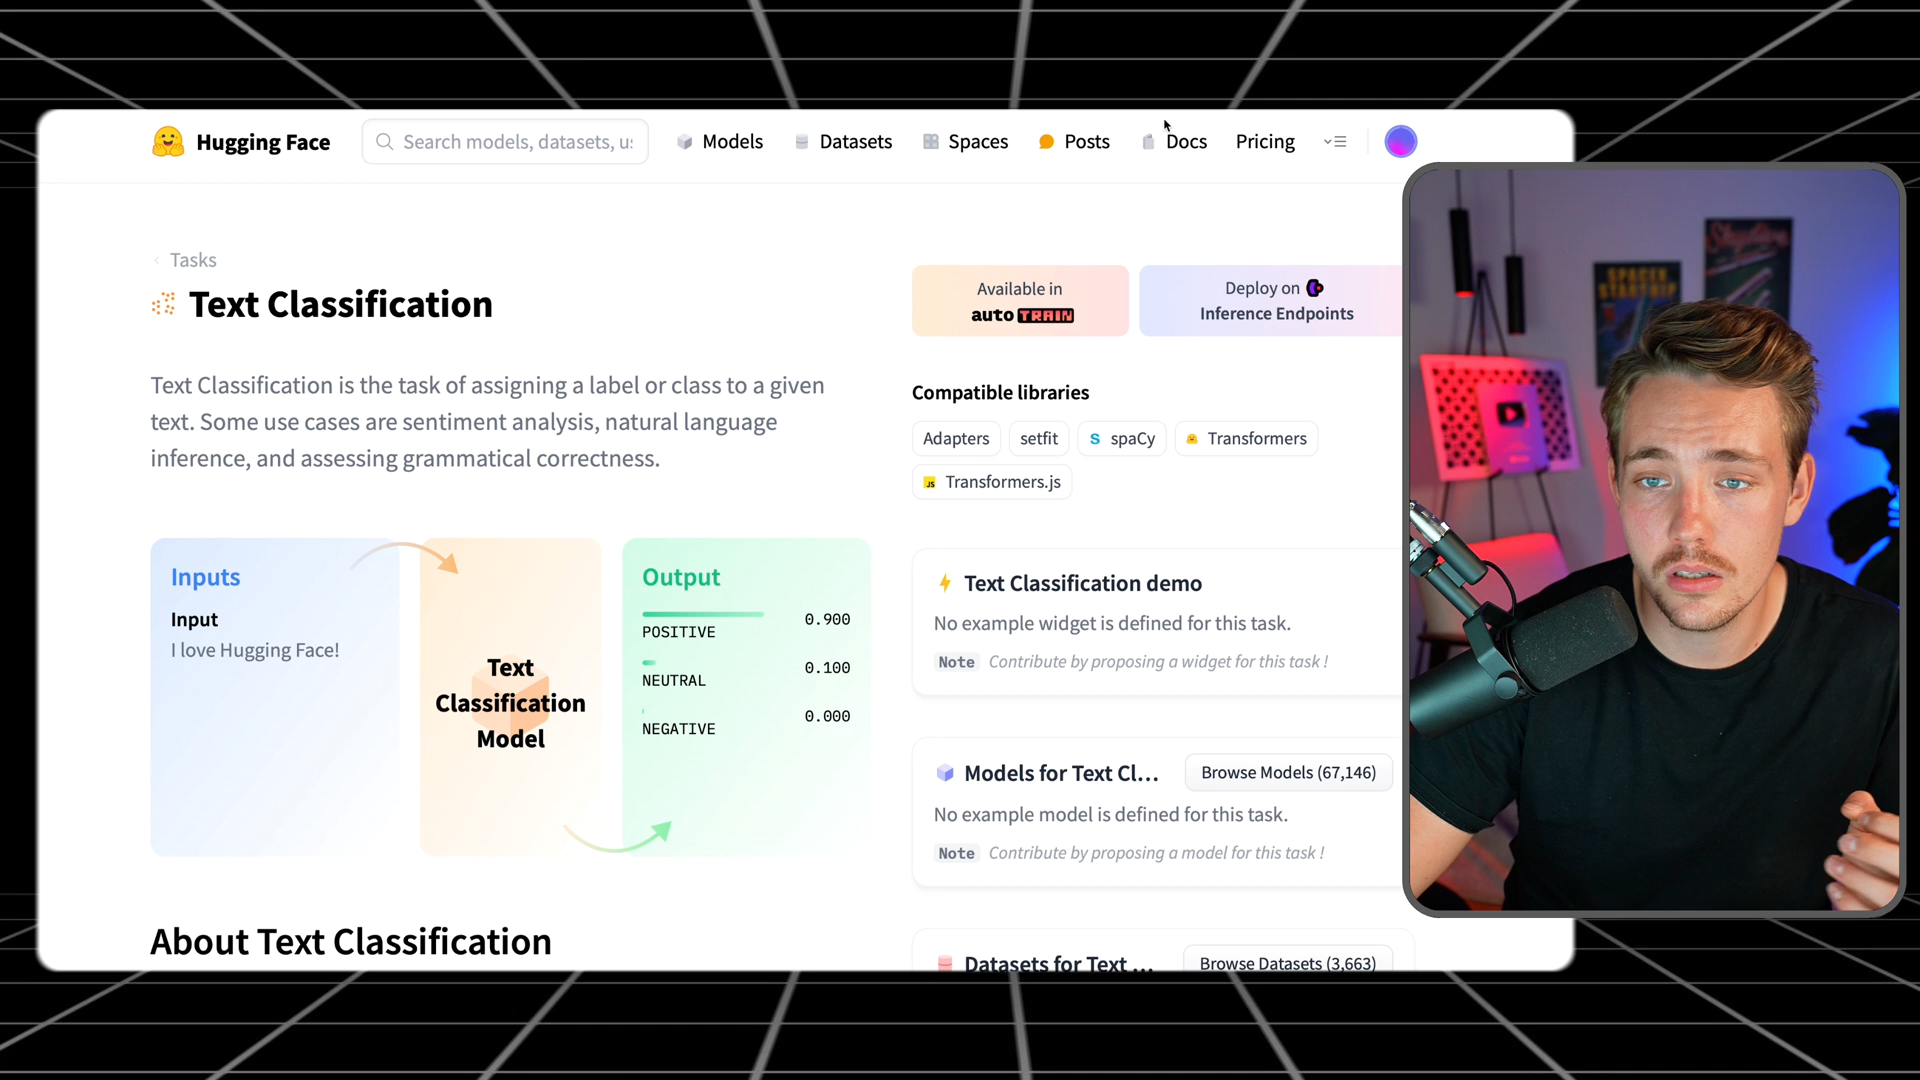 Hugging Face
Search models, datasets, us
Models
Datasets
Spaces
Posts
Docs
Pricing
Tasks
Text Classification
Text Classification is the task of assigning a label or class to a given
text. Some use cases are sentiment analysis, natural language
inference, and assessing grammatical correctness.
Inputs
Input
I love Hugging Face!
Text
Classification
Model
Output
POSITIVE 0.900
NEUTRAL 0.100
NEGATIVE 0.000
About Text Classification
Available in
auto TRAIN
Deploy on
Inference Endpoints
Compatible libraries
Adapters
setfit
S spaCy
Transformers
JS Transformers.js
Text Classification demo
No example widget is defined for this task.
Note Contribute by proposing a widget for this task !
Models for Text Cl...
Browse Models (67,146)
No example model is defined for this task.
Note Contribute by proposing a model for this task !
Datasets for Text ...
Browse Datasets (3,663)